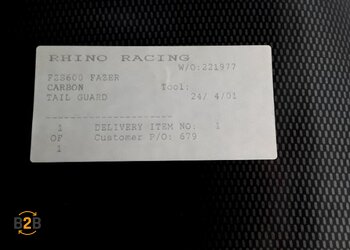 RHINO RACING
W/O:221977
FZS600 FAZER
CARBON Tool:
TAIL GUARD 24/ 4/01
1 DELIVERY ITEM NO: 1
OF Customer P/O: 679
1
B2B